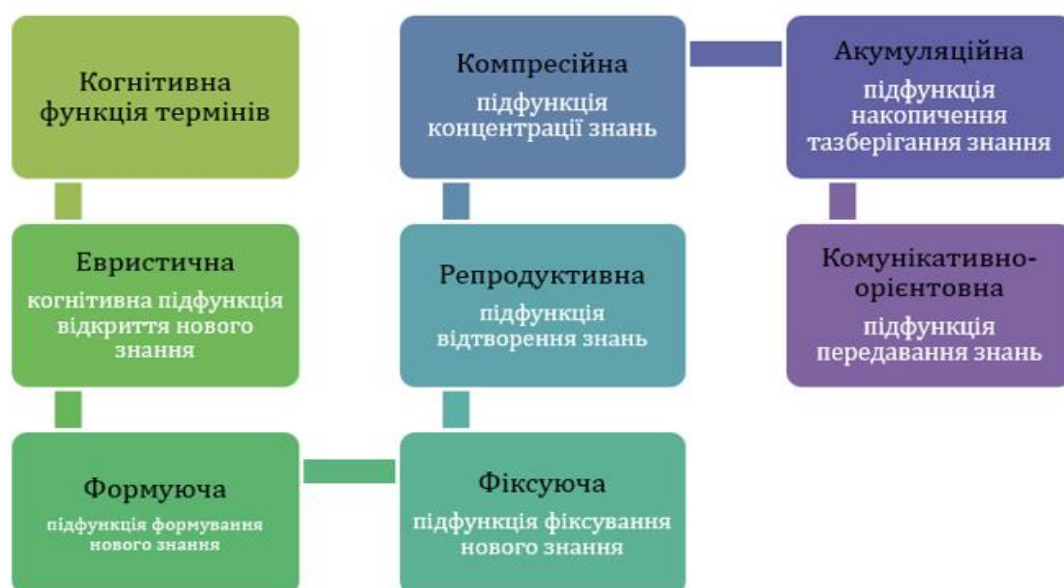 Когнітивна
функція термінів
Евристична
когнітивна підфункція
відкриття нового
знання
Формуюча
підфункція формування
нового знання
Фіксуюча
підфункція фіксування
нового знання
Репродуктивна
підфункція
відтворення знань
Компресійна
підфункція
концентрації знань
Акумуляційна
підфункція
накопичення
тазберігання знання
Комунікативно-
орієнтовна
підфункція
передавання знань